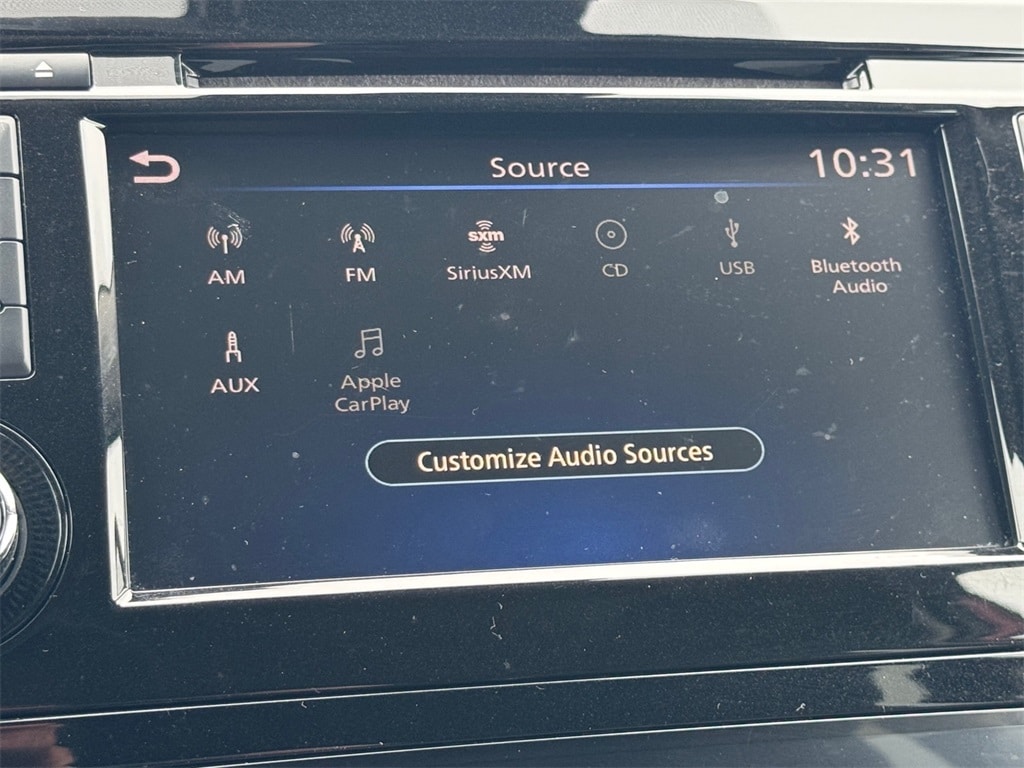 Source
10:31
sxm
AM
FM
SiriusXM
CD
USB
Bluetooth
Audio
AUX
Apple
CarPlay
Customize Audio Sources